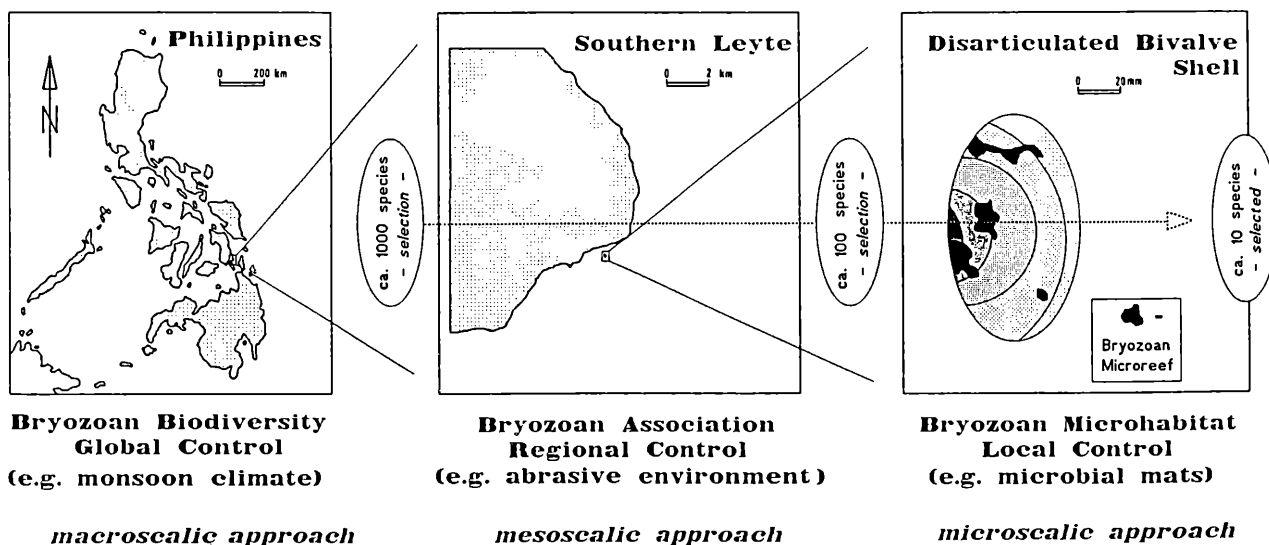 Philippines
0 200 km
N
ca. 1000 species
- selection -
Bryozoan Biodiversity
Global Control
(e.g. monsoon climate)
macroscalic approach
Southern Leyte
0 2 km
ca. 100 species
- selection -
Bryozoan Association
Regional Control
(e.g. abrasive environment)
mesoscalic approach
Disarticulated Bivalve
Shell
0 20mm
Bryozoan
Microreef
ca. 10 species
- selected -
Bryozoan Microhabitat
Local Control
(e.g. microbial mats)
microscalic approach